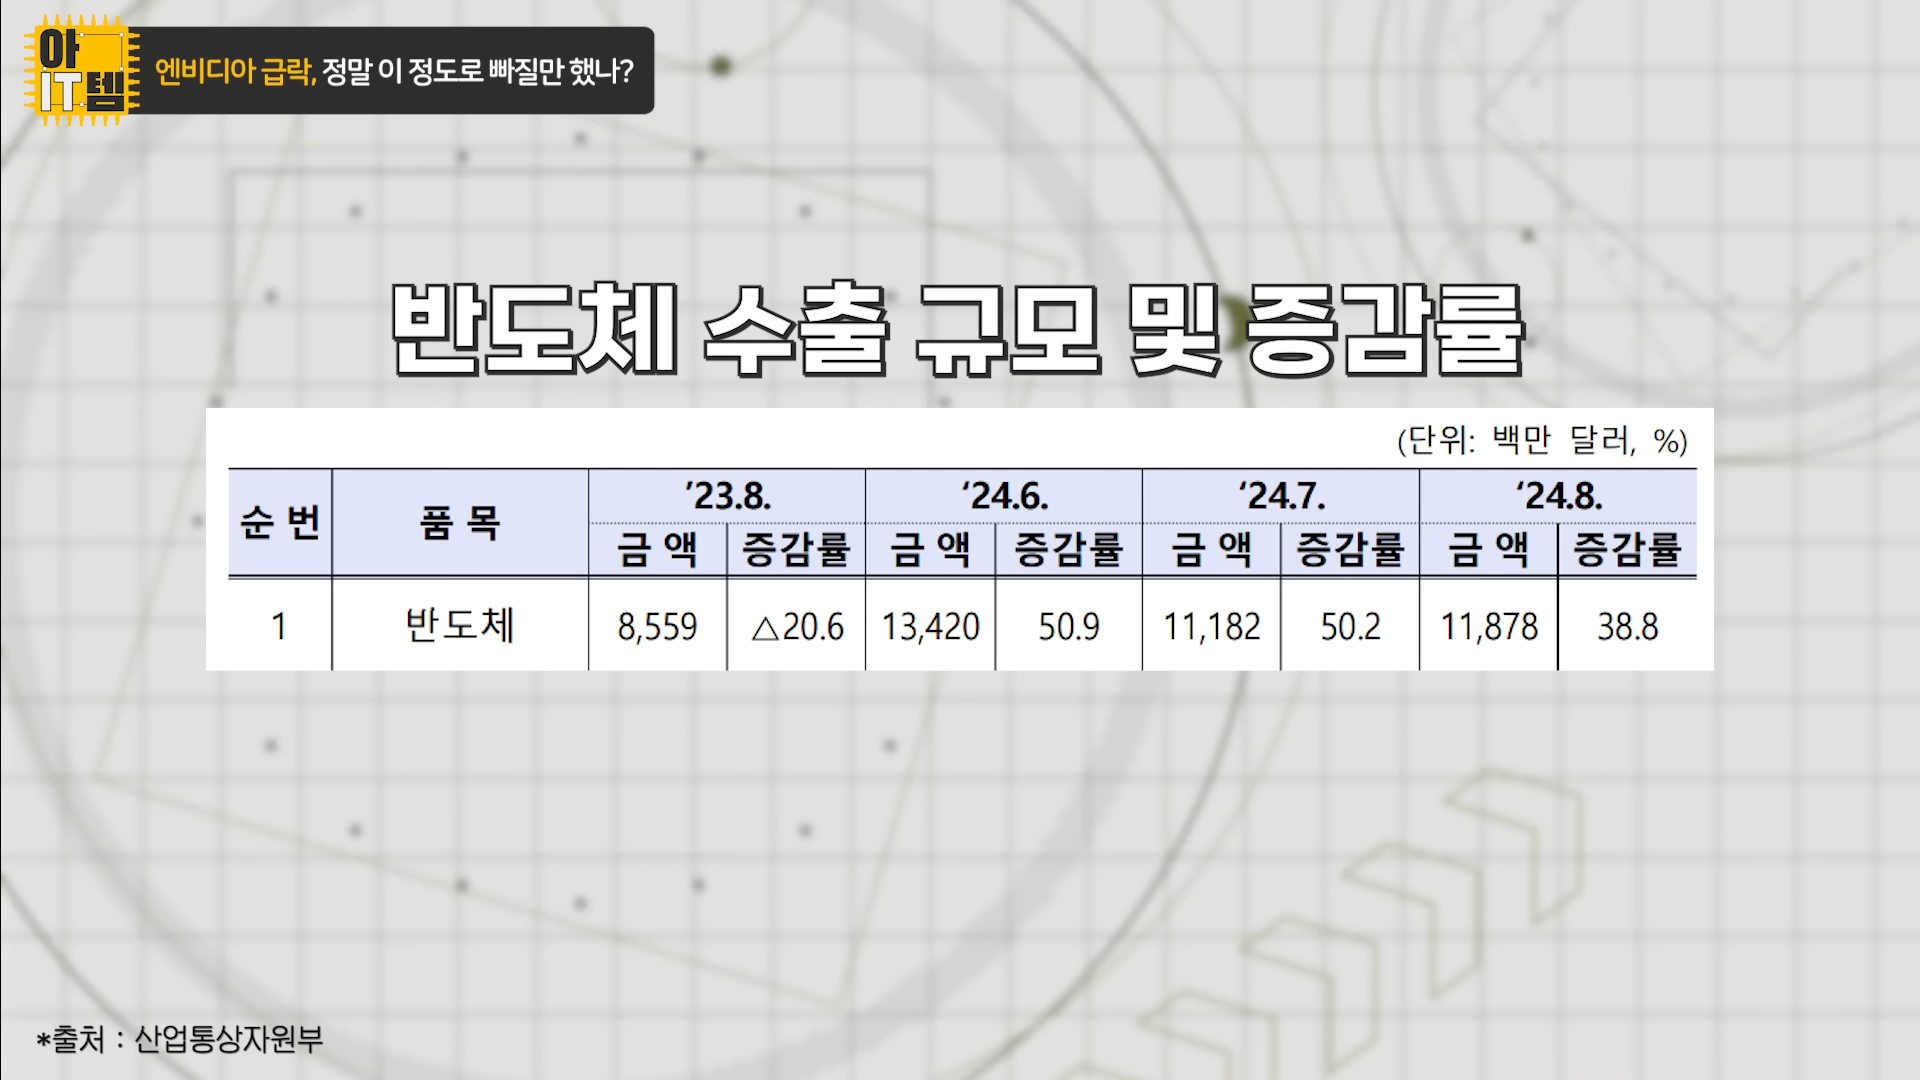 아
IT템
엔비디아 급락, 정말 이 정도로 빠질만 했나?
반도체 수출 규모 및 증감률
(단위: 백만 달러, %)
순 번 품 목 ’23.8. ‘24.6. ‘24.7. ‘24.8.
금 액 증감률 금 액 증감률 금 액 증감률 금 액 증감률
1 반도체 8,559 △20.6 13,420 50.9 11,182 50.2 11,878 38.8
*출처 : 산업통상자원부